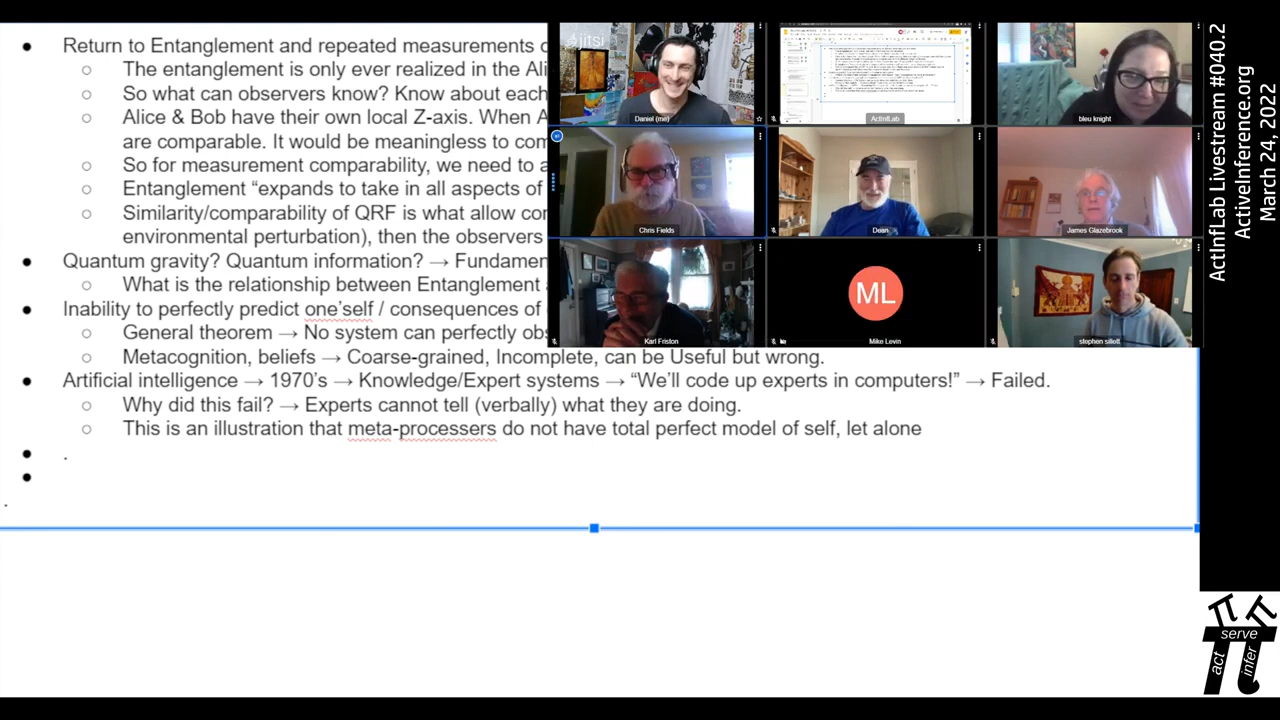 Return to Entanglement and repeated measurements
The entanglement is only ever realized in the
So what can observers know? Know about each
Alice & Bob have their own local Z-axis. When
are comparable. It would be meaningless to
So for measurement comparability, we need to
Entanglement “expands to take in all aspects of
Similarity/comparability of QRF is what allow
environmental perturbation), then the observers
Quantum gravity? Quantum information? →
What is the relationship between Entanglement
Inability to perfectly predict one’self / consequences of
General theorem → No system can perfectly
Metacognition, beliefs → Coarse-grained, Incomplete, can be Useful but wrong.
Artificial intelligence → 1970’s → Knowledge/Expert systems → “We’ll code up experts in computers!” → Failed.
Why did this fail? → Experts cannot tell (verbally) what they are doing.
This is an illustration that meta-processers do not have total perfect model of self, let alone
.
.
jitsi
Daniel (me)
ActInfLab
bleu knight
Chris Fields
Dean
James Glazebrook
Karl Friston
ML
Mike Levin
stephen sillett
ActInfLab Livestream #040.2
ActiveInference.org
March 24, 2022
act
serve
infer